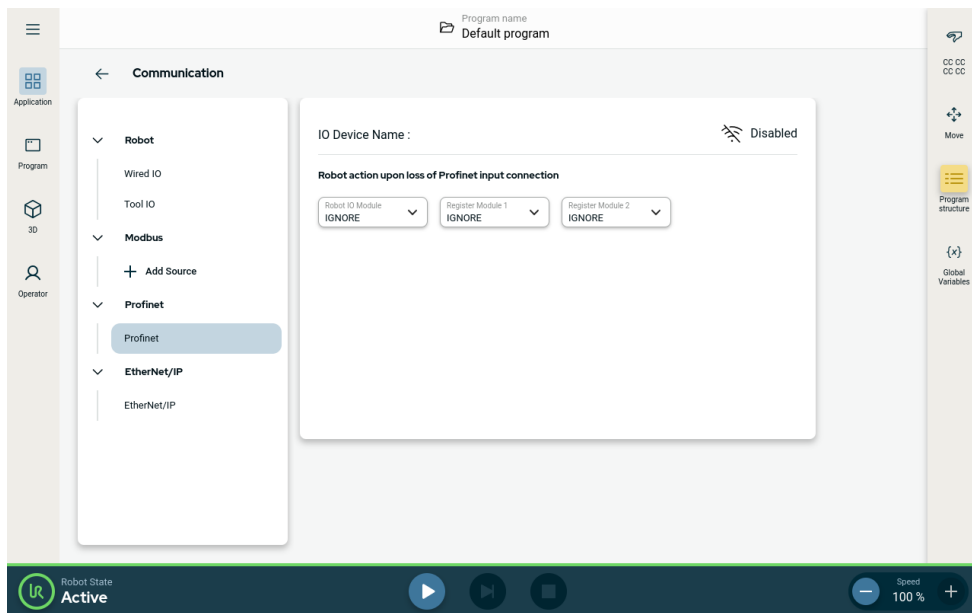 Program name
Default program
Communication
Application
Program
3D
Operator
Robot
Wired IO
Tool IO
Modbus
Add Source
Profinet
Profinet
EtherNet/IP
EtherNet/IP
IO Device Name :
Disabled
Robot action upon loss of Profinet input connection
Robot IO Module
IGNORE
Register Module 1
IGNORE
Register Module 2
IGNORE
CC CC
CC CC
Move
Program
structure
{x}
Global
Variables
UR
Robot State
Active
Speed
100 %